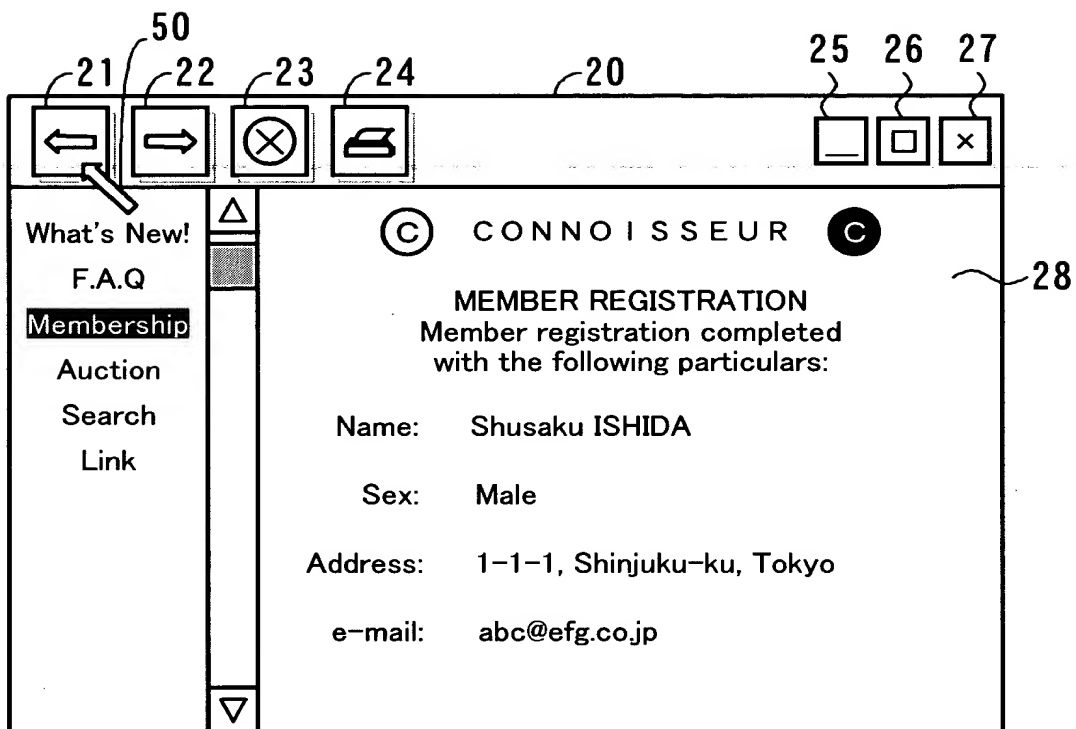 50
21 22 23 24 20 25 26 27
What's New!
F.A.Q
Membership
Auction
Search
Link
C CONNOISSEUR C
28
MEMBER REGISTRATION
Member registration completed
with the following particulars:
Name: Shusaku ISHIDA
Sex: Male
Address: 1-1-1, Shinjuku-ku, Tokyo
e-mail: abc@efg.co.jp